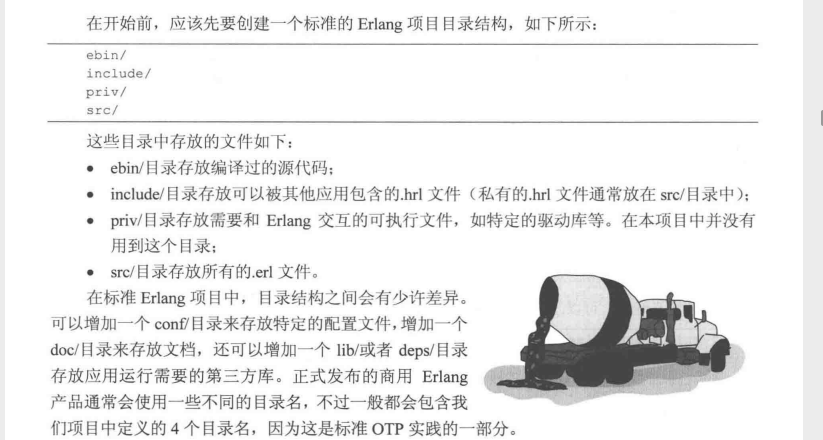 在开始前，应该先要创建一个标准的 Erlang 项目目录结构，如下所示：
ebin/
include/
priv/
src/
这些目录中存放的文件如下：
● ebin/目录存放编译过的源代码；
● include/目录存放可以被其他应用包含的.hrl 文件（私有的.hrl 文件通常放在 src/目录中）；
● priv/目录存放需要和 Erlang 交互的可执行文件，如特定的驱动库等。在本项目中并没有
用到这个目录；
● src/目录存放所有的.erl 文件。
在标准 Erlang 项目中，目录结构之间会有少许差异。
可以增加一个 conf/目录来存放特定的配置文件，增加一个
doc/目录来存放文档，还可以增加一个 lib/或者 deps/目录
存放应用运行需要的第三方库。正式发布的商用 Erlang
产品通常会使用一些不同的目录名，不过一般都会包含我
们项目中定义的 4 个目录名，因为这是标准 OTP 实践的一部分。